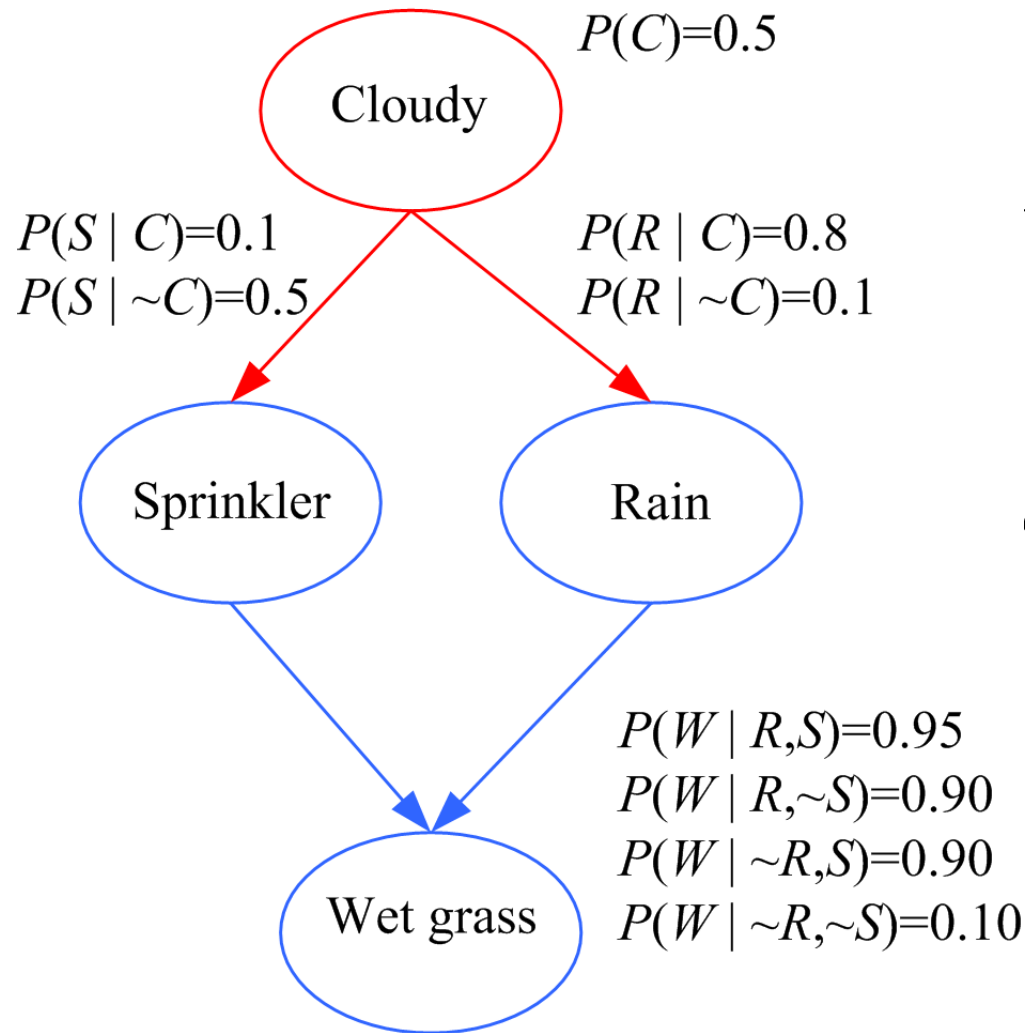 P(C)=0.5
Cloudy
P(S | C)=0.1
P(S | ~C)=0.5
P(R | C)=0.8
P(R | ~C)=0.1
Sprinkler
Rain
P(W | R,S)=0.95
P(W | R,~S)=0.90
P(W | ~R,S)=0.90
P(W | ~R,~S)=0.10
Wet grass